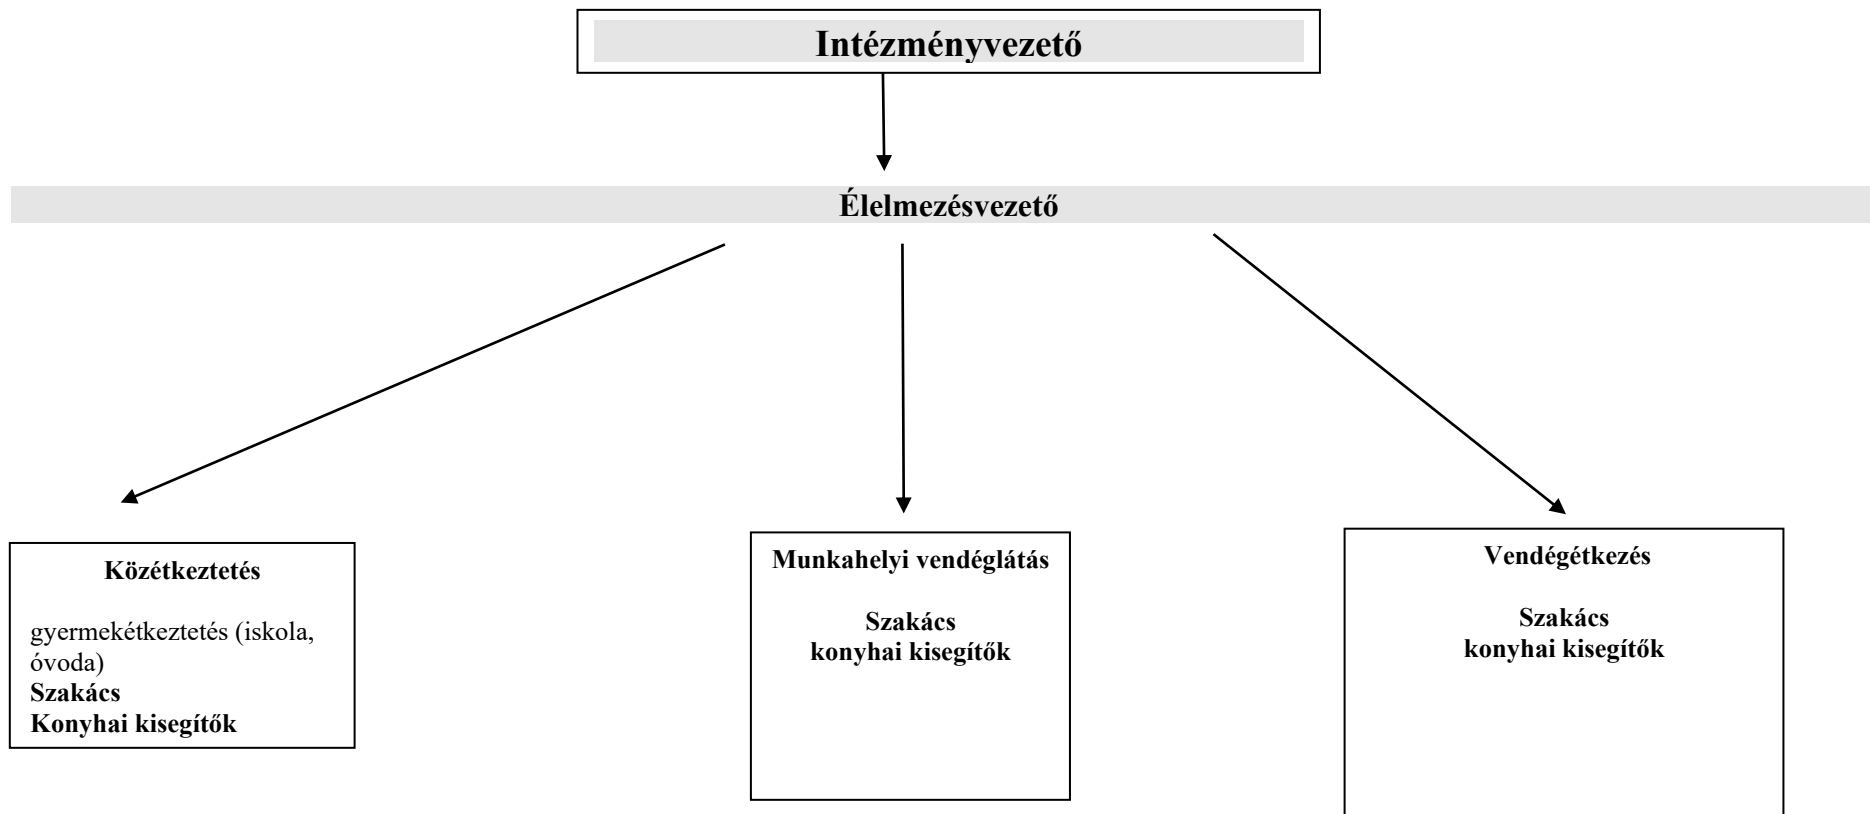 Intézményvezető
Élelmezésvezető
Közétkeztetés
gyermekétkeztetés (iskola,
óvoda)
Szakács
Konyhai kisegítők
Munkahelyi vendéglátás
Szakács
konyhai kisegítők
Vendégétkezés
Szakács
konyhai kisegítők